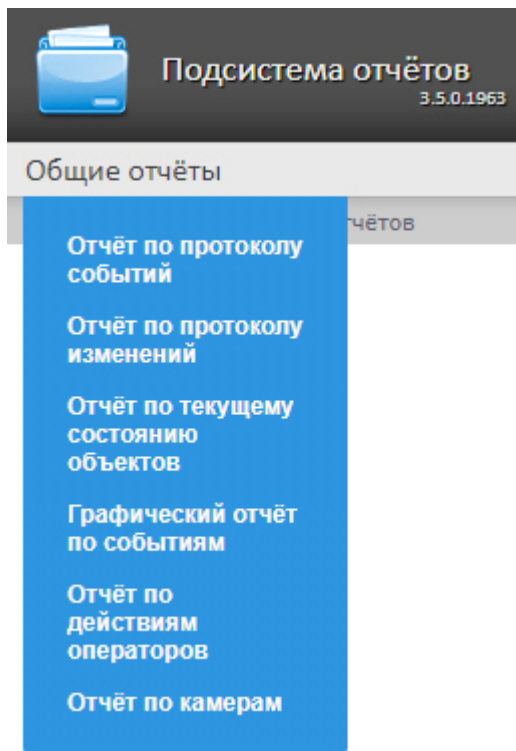 Подсистема отчётов
3.5.0.1963
Общие отчёты
чётов
Отчёт по протоколу
событий
Отчёт по протоколу
изменений
Отчёт по текущему
состоянию
объектов
Графический отчёт
по событиям
Отчёт по
действиям
операторов
Отчёт по камерам